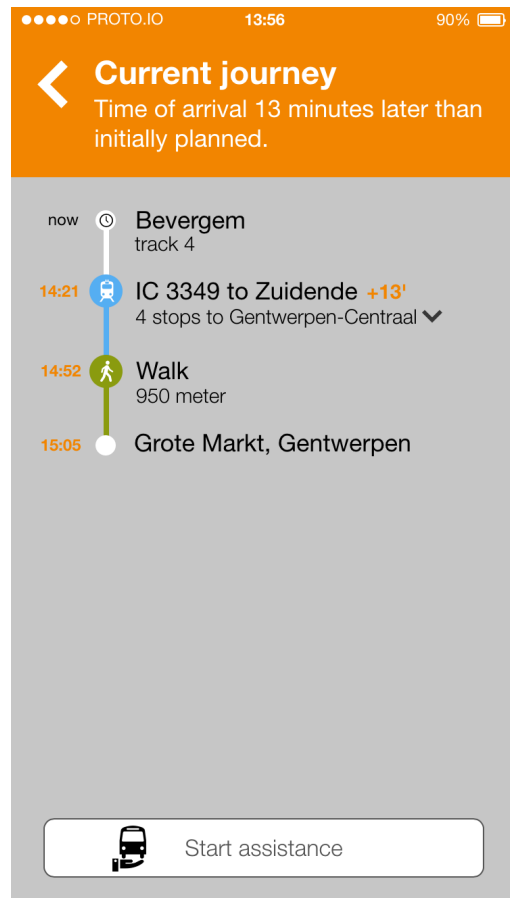 PROTO.IO 13:56 90%
Current journey
Time of arrival 13 minutes later than
initially planned.
now Bevergem
track 4
14:21 IC 3349 to Zuidende +13'
4 stops to Gentwerpen-Centraal
14:52 Walk
950 meter
15:05 Grote Markt, Gentwerpen
Start assistance